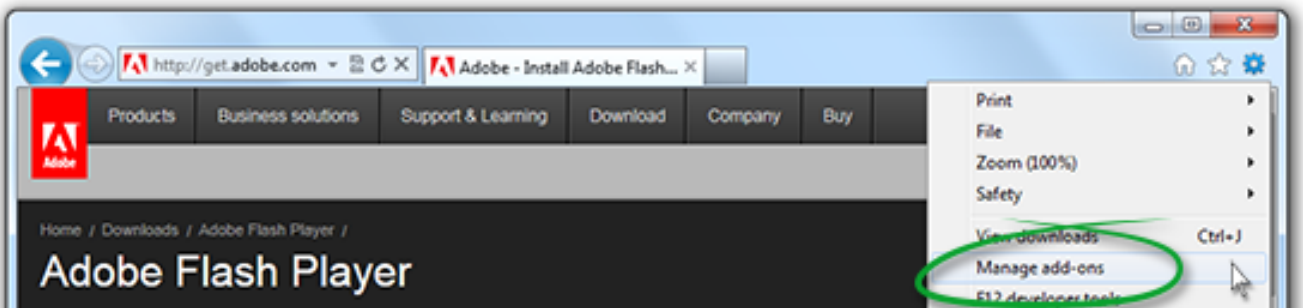 http://get.adobe.com
Adobe - Install Adobe Flash...
Products Business solutions Support & Learning Download Company Buy
Adobe
Print
File
Zoom (100%)
Safety
View downloads Ctrl+J
Manage add-ons
F12 developer tools
Home / Downloads / Adobe Flash Player /
Adobe Flash Player